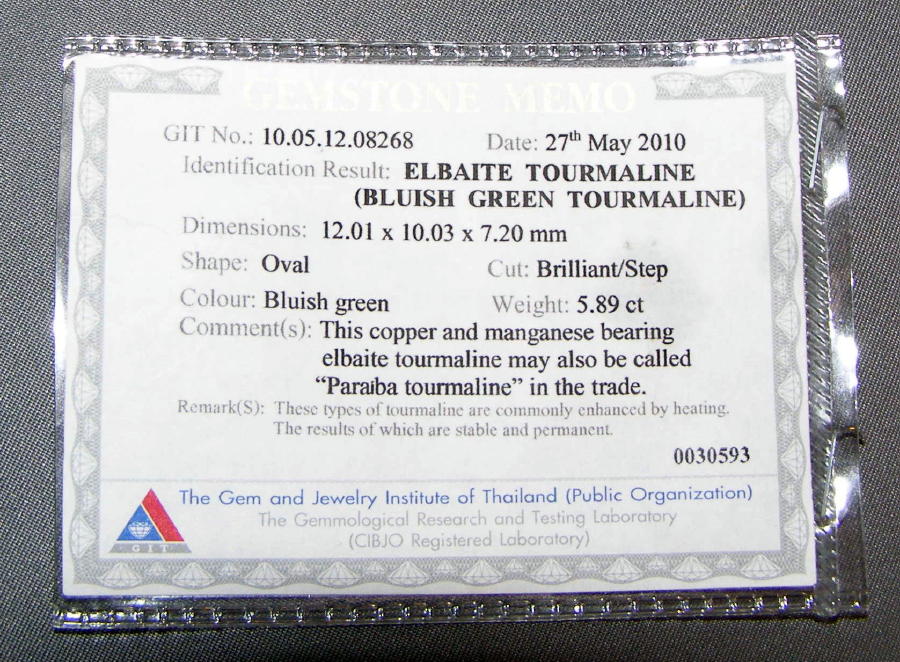 GEMSTONE MEMO
GIT No.: 10.05.12.08268 Date: 27th May 2010
Identification Result: ELBAITE TOURMALINE
(BLUISH GREEN TOURMALINE)
Dimensions: 12.01 x 10.03 x 7.20 mm
Shape: Oval Cut: Brilliant/Step
Colour: Bluish green Weight: 5.89 ct
Comment(s): This copper and manganese bearing
elbaite tourmaline may also be called
“Paraiba tourmaline” in the trade.
Remark(S): These types of tourmaline are commonly enhanced by heating.
The results of which are stable and permanent.
0030593
The Gem and Jewelry Institute of Thailand (Public Organization)
The Gemmological Research and Testing Laboratory
(CIBJO Registered Laboratory)
GIT